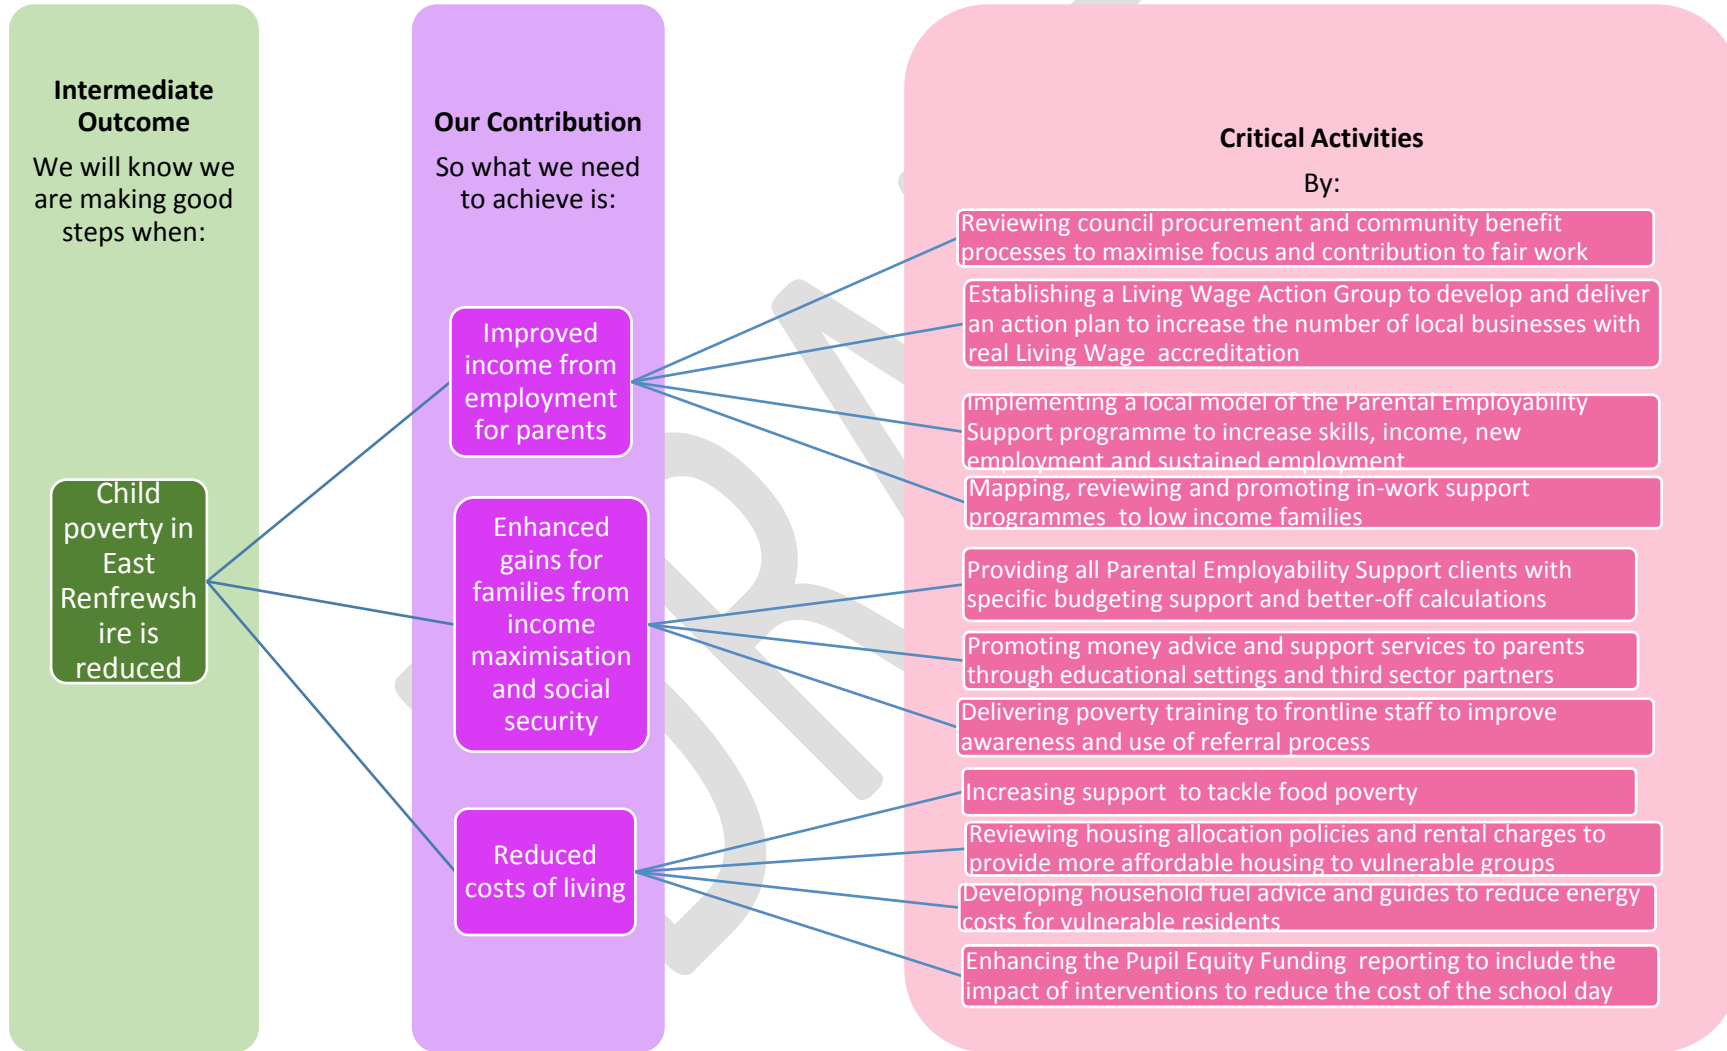 Intermediate
Outcome
We will know we
are making good
steps when:
Child
poverty in
East
Renfrewsh
ire is
reduced
Our Contribution
So what we need
to achieve is:
Improved
income from
employment
for parents
Enhanced
gains for
families from
income
maximisation
and social
security
Reduced
costs of living
Critical Activities
By:
Reviewing council procurement and community benefit
processes to maximise focus and contribution to fair work
Establishing a Living Wage Action Group to develop and deliver
an action plan to increase the number of local businesses with
real Living Wage  accreditation
Implementing a local model of the Parental Employability
Support programme to increase skills, income, new
employment and sustained employment
Mapping, reviewing and promoting in-work support
programmes  to low income families
Providing all Parental Employability Support clients with
specific budgeting support and better-off calculations
Promoting money advice and support services to parents
through educational settings and third sector partners
Delivering poverty training to frontline staff to improve
awareness and use of referral process
Increasing support  to tackle food poverty
Reviewing housing allocation policies and rental charges to
provide more affordable housing to vulnerable groups
Developing household fuel advice and guides to reduce energy
costs for vulnerable residents
Enhancing the Pupil Equity Funding  reporting to include the
impact of interventions to reduce the cost of the school day